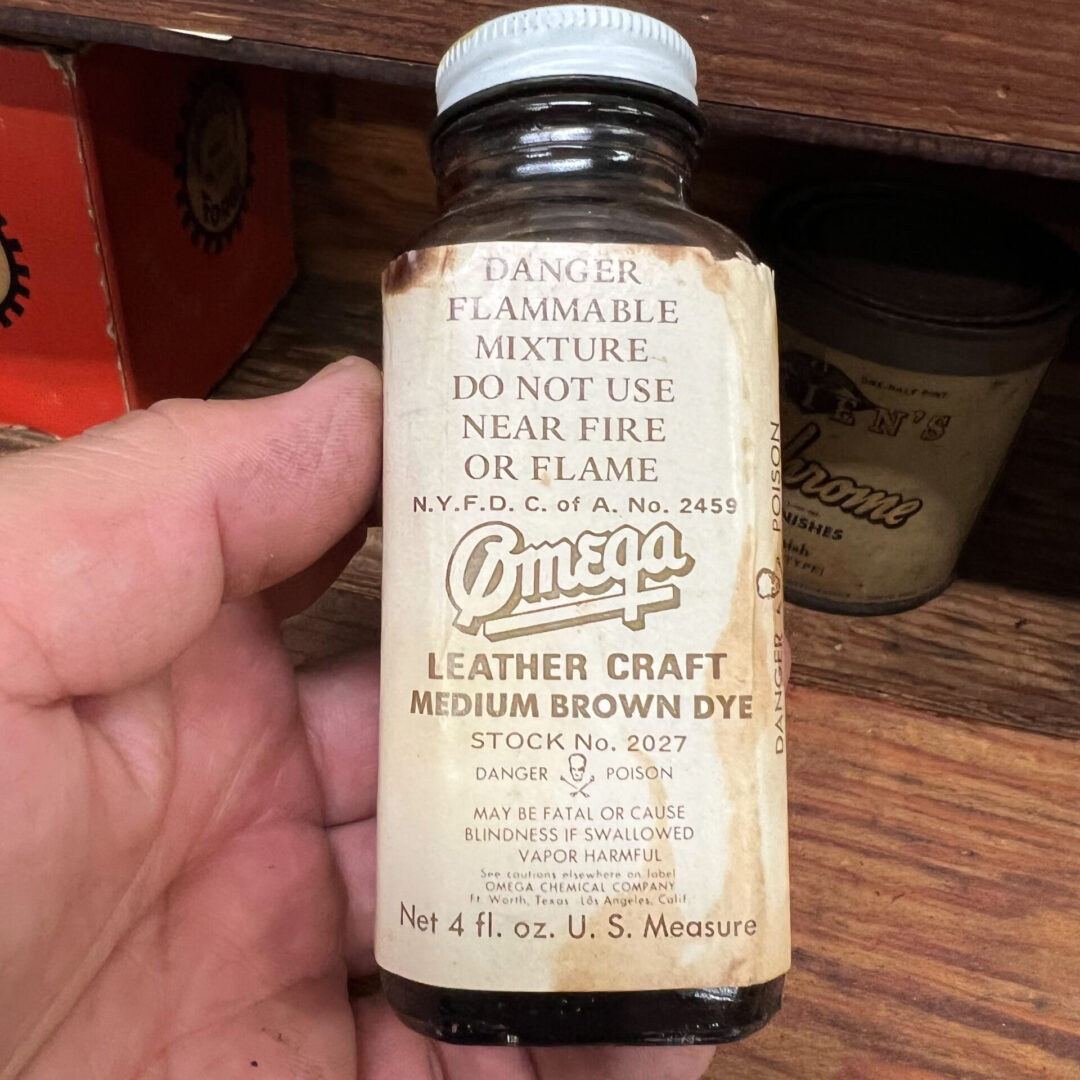 DANGER
FLAMMABLE
MIXTURE
DO NOT USE
NEAR FIRE
OR FLAME
N.Y.F.D. C. of A. No. 2459
Omega
LEATHER CRAFT
MEDIUM BROWN DYE
STOCK No. 2027
DANGER POISON
MAY BE FATAL OR CAUSE
BLINDNESS IF SWALLOWED
VAPOR HARMFUL
See cautions elsewhere on label
OMEGA CHEMICAL COMPANY
Ft. Worth, Texas Los Angeles, Calif.
Net 4 fl. oz. U. S. Measure
DANGER POISON
ONE-HALF PINT